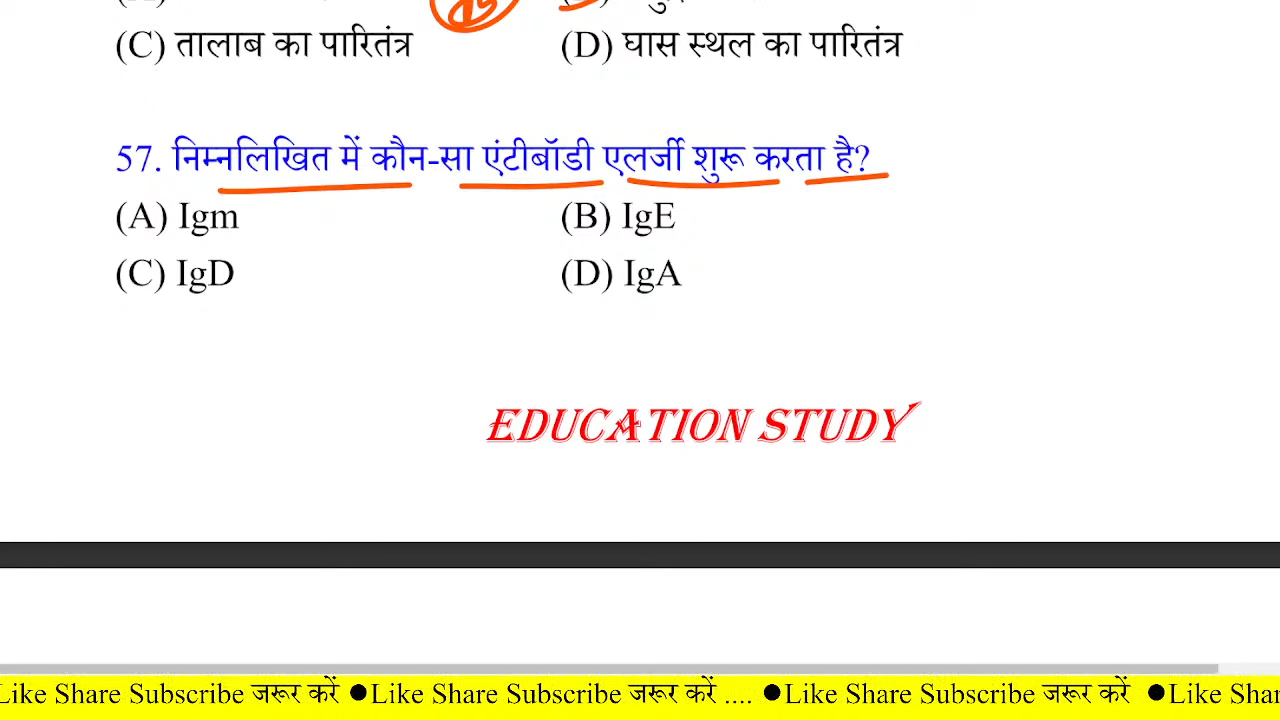 (C) तालाब का पारितंत्र (D) घास स्थल का पारितंत्र
57. निम्नलिखित में कौन-सा एंटीबॉडी एलर्जी शुरू करता है?
(A) Igm (B) IgE
(C) IgD (D) IgA
EDUCATION STUDY
Like Share Subscribe जरूर करें ●Like Share Subscribe जरूर करें .... ●Like Share Subscribe जरूर करें ●Like Shar